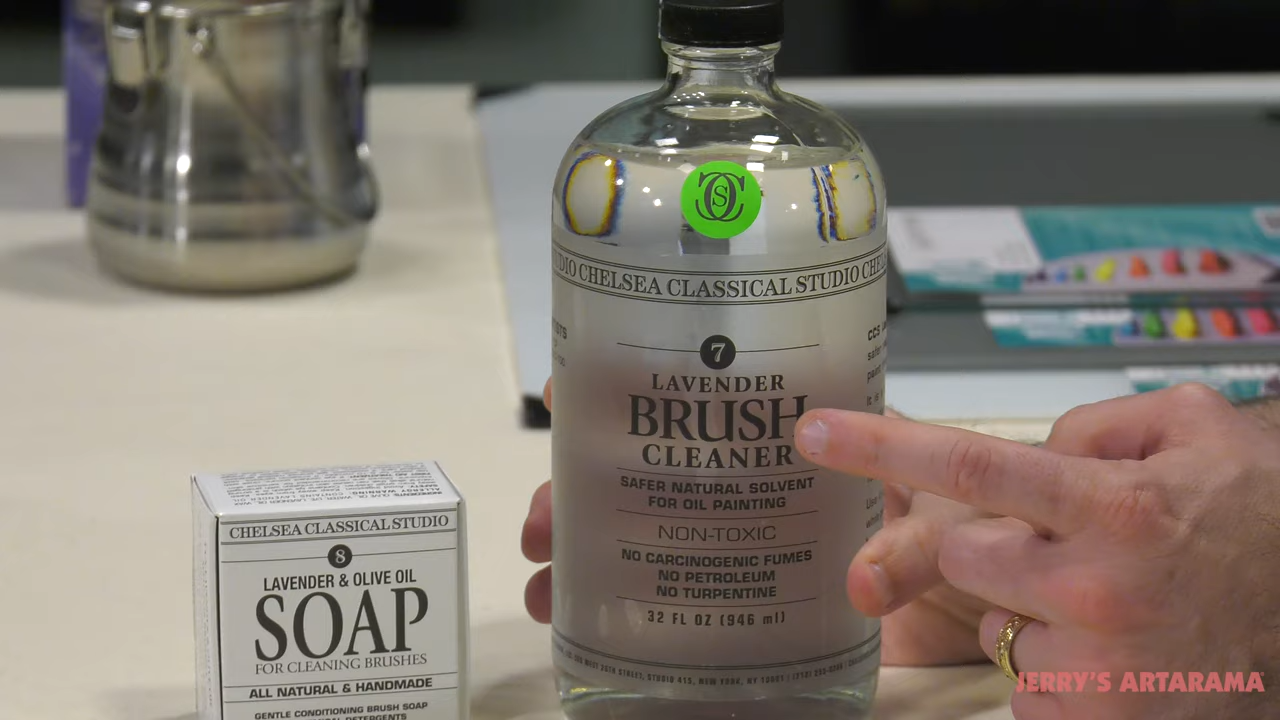 CHELSEA CLASSICAL STUDIO
7
LAVENDER
BRUSH
CLEANER
SAFER NATURAL SOLVENT
FOR OIL PAINTING
NON-TOXIC
NO CARCINOGENIC FUMES
NO PETROLEUM
NO TURPENTINE
32 FL OZ (946 ml)
CHELSEA CLASSICAL STUDIO
8
LAVENDER & OLIVE OIL
SOAP
FOR CLEANING BRUSHES
ALL NATURAL & HANDMADE
GENTLE CONDITIONING BRUSH SOAP
JERRY'S ARTARAMA